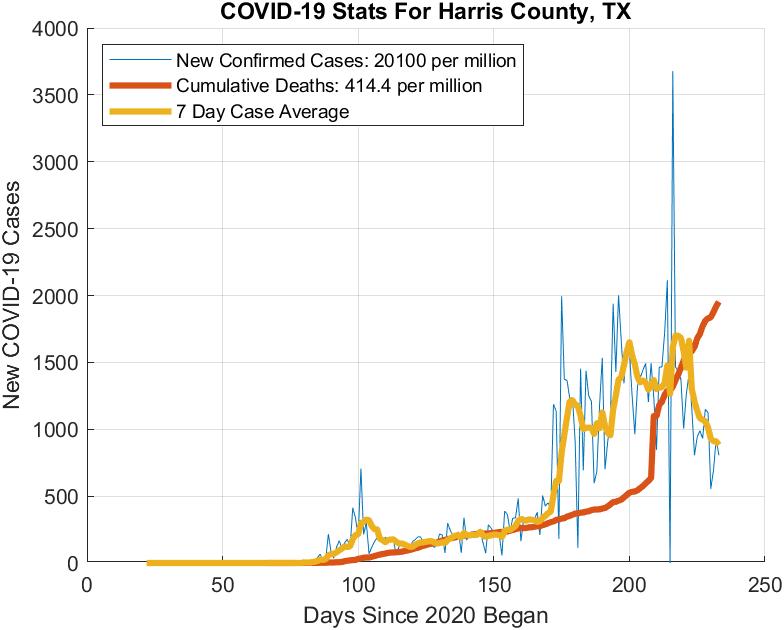 COVID-19 Stats For Harris County, TX
4000
3500
3000
2500
2000
1500
1000
500
0
New COVID-19 Cases
New Confirmed Cases: 20100 per million
Cumulative Deaths: 414.4 per million
7 Day Case Average
0 50 100 150 200 250
Days Since 2020 Began